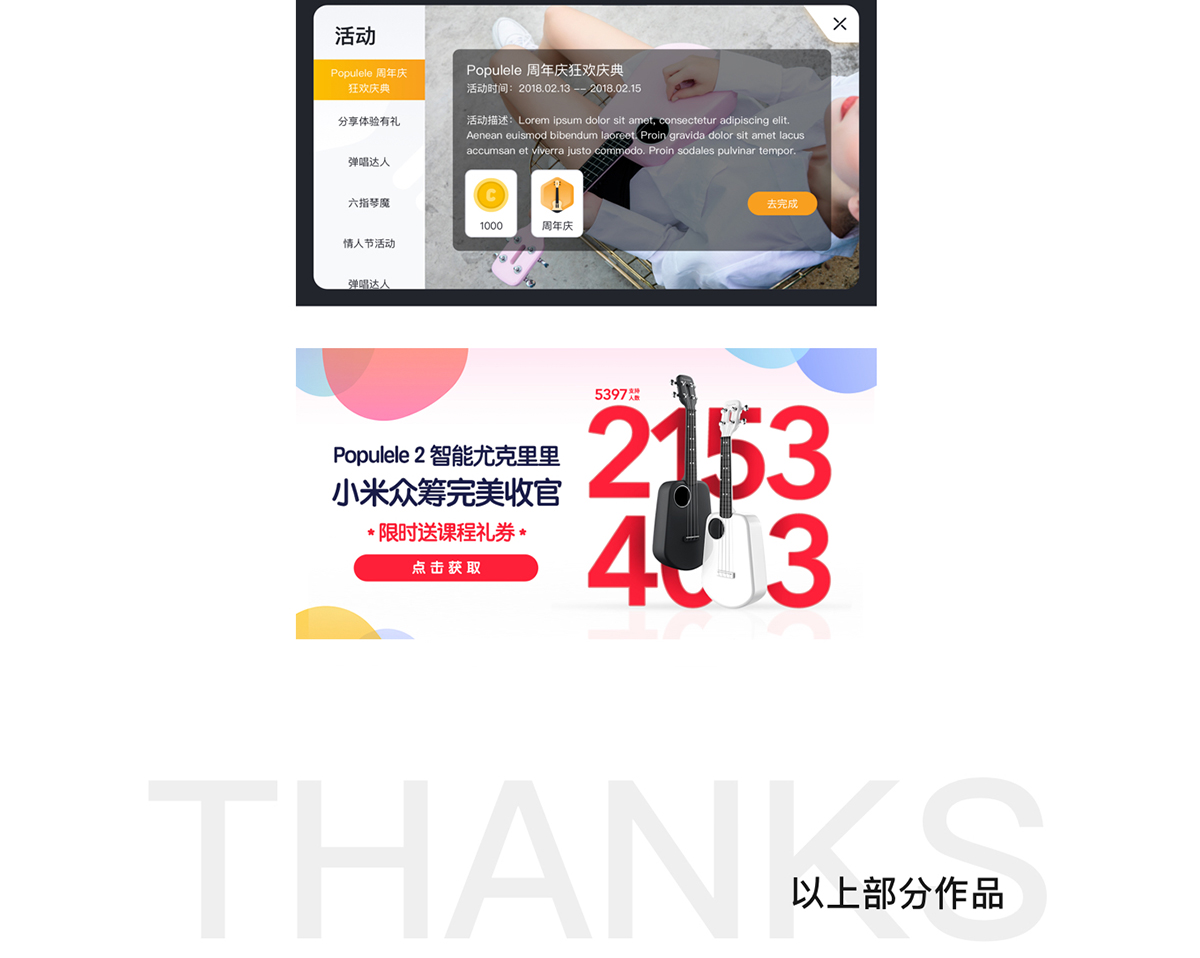 活动
Populele 周年庆
狂欢庆典
分享体验有礼
弹唱达人
六指琴魔
情人节活动
弹唱达人
Populele 周年庆狂欢庆典
活动时间：2018.02.13 -- 2018.02.15
活动描述：Lorem ipsum dolor sit amet, consectetur adipiscing elit.
Aenean euismod bibendum laoreet. Proin gravida dolor sit amet lacus
accumsan et viverra justo commodo. Proin sodales pulvinar tempor.
C
1000
周年庆
去完成
Populele 2 智能尤克里里
小米众筹完美收官
* 限时送课程礼券 *
点击获取
5397支持
人数
2153
403
THANKS
以上部分作品